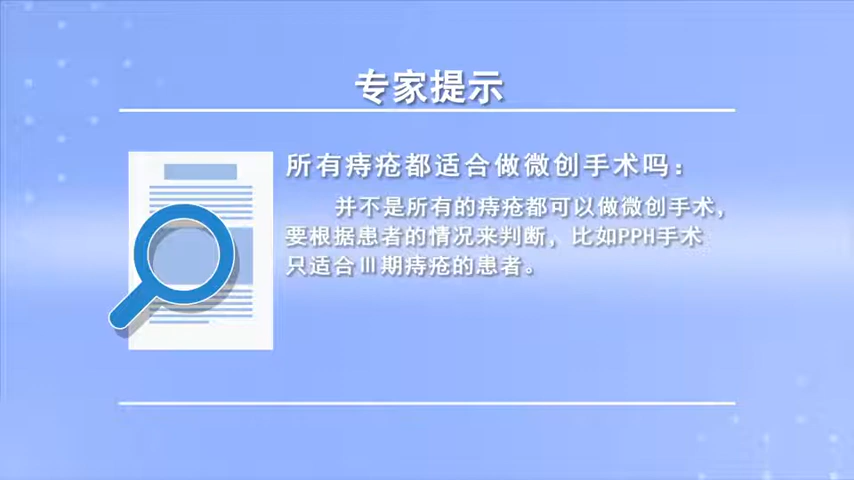 专家提示
所有痔疮都适合做微创手术吗：
并不是所有的痔疮都可以做微创手术，
要根据患者的情况来判断，比如PPH手术
只适合Ⅲ期痔疮的患者。